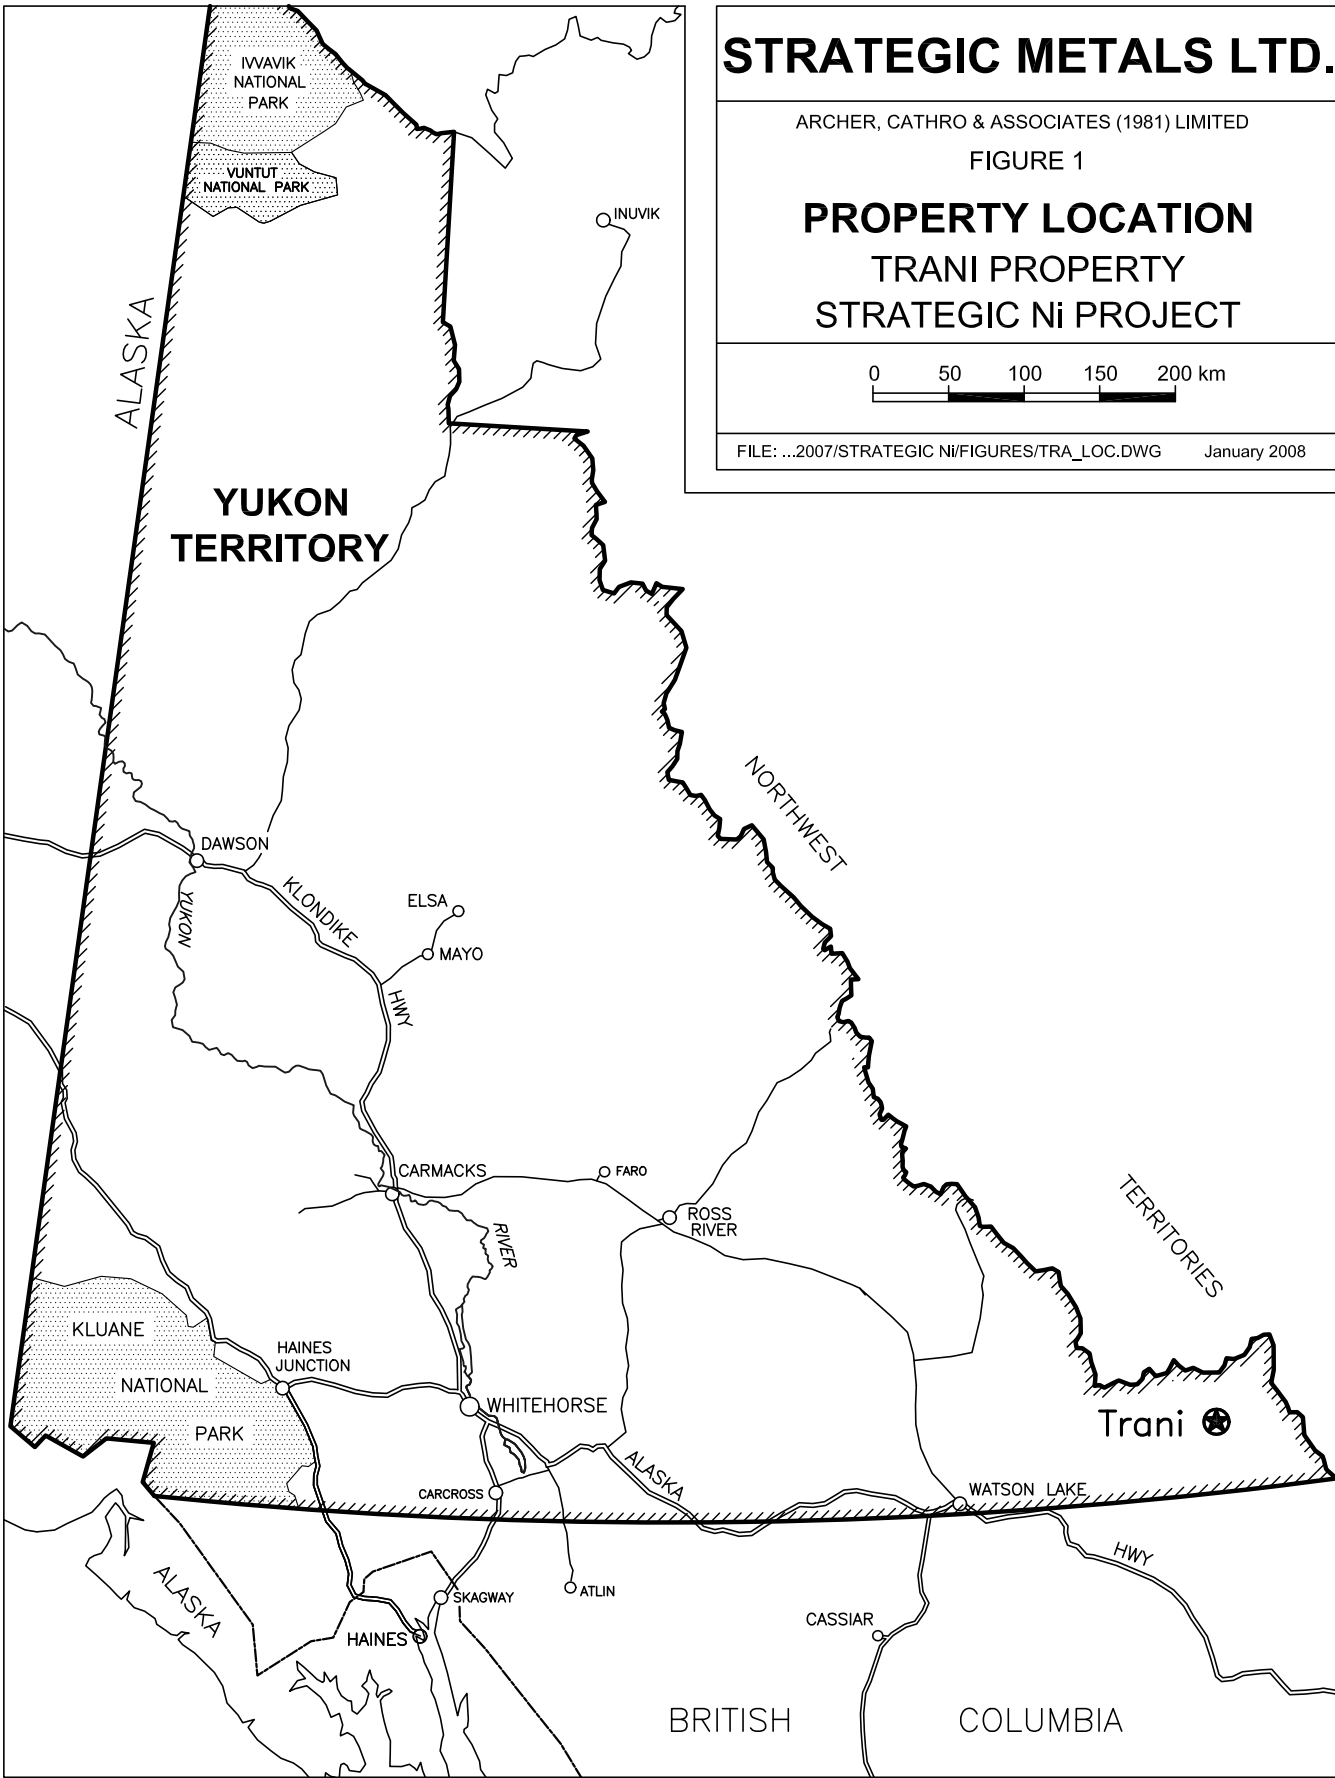 STRATEGIC METALS LTD.
ARCHER, CATHRO & ASSOCIATES (1981) LIMITED
FIGURE 1
PROPERTY LOCATION
TRANI PROPERTY
STRATEGIC Ni PROJECT
0 50 100 150 200 km
FILE: ...2007/STRATEGIC Ni/FIGURES/TRA_LOC.DWG January 2008
IVVAVIK
NATIONAL
PARK
VUNTUT
NATIONAL PARK
INUVIK
ALASKA
YUKON
TERRITORY
NORTHWEST
TERRITORIES
DAWSON
KLONDIKE
HWY
YUKON
RIVER
ELSA
MAYO
CARMACKS
FARO
ROSS
RIVER
KLUANE
NATIONAL
PARK
HAINES
JUNCTION
WHITEHORSE
Trani
ALASKA
HWY
WATSON LAKE
CARCROSS
ALASKA
SKAGWAY
ATLIN
HAINES
CASSIAR
BRITISH COLUMBIA